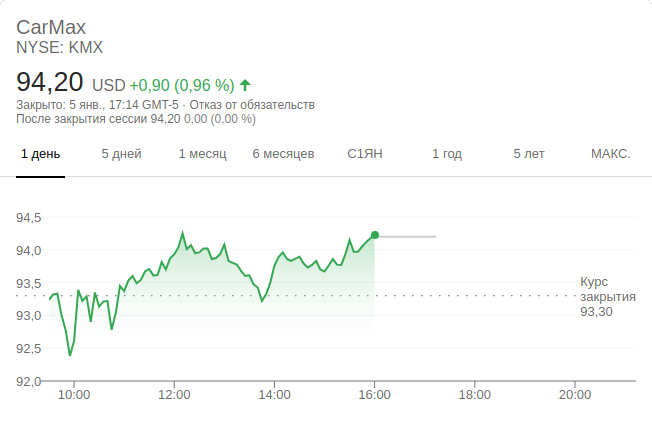 CarMax
NYSE: KMX
94,20 USD +0,90 (0,96 %)
Закрыто: 5 янв., 17:14 GMT-5 · Отказ от обязательств
После закрытия сессии 94,20 0,00 (0,00 %)
1 день 5 дней 1 месяц 6 месяцев С1ЯН 1 год 5 лет МАКС.
94,5
94,0
93,5
93,0
92,5
92,0
Курс
закрытия
93,30
10:00 12:00 14:00 16:00 18:00 20:00